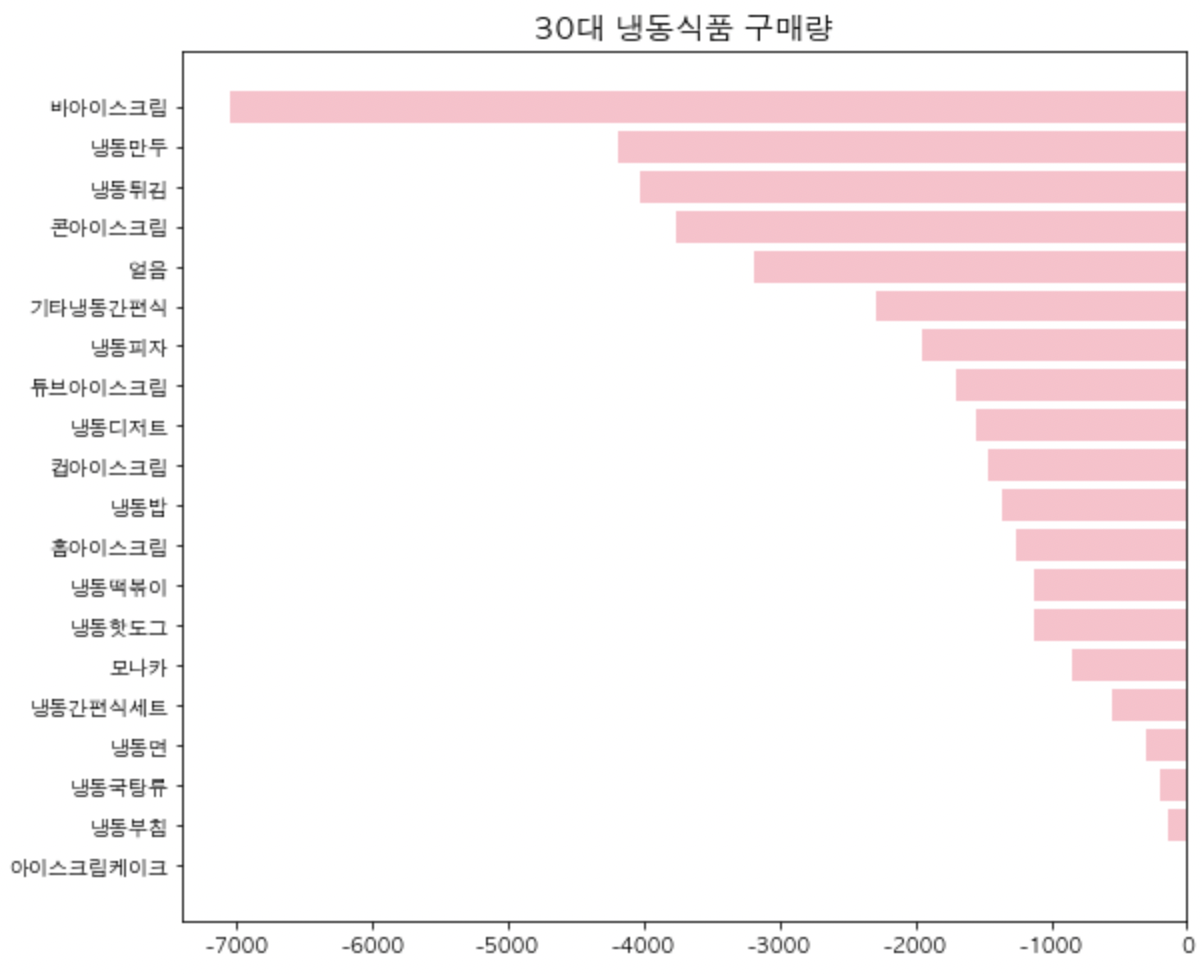 30대 냉동식품 구매량
바아이스크림
냉동만두
냉동튀김
콘아이스크림
얼음
기타냉동간편식
냉동피자
튜브아이스크림
냉동디저트
컵아이스크림
냉동밥
홈아이스크림
냉동떡볶이
냉동핫도그
모나카
냉동간편식세트
냉동면
냉동국탕류
냉동부침
아이스크림케이크
-7000 -6000 -5000 -4000 -3000 -2000 -1000 0